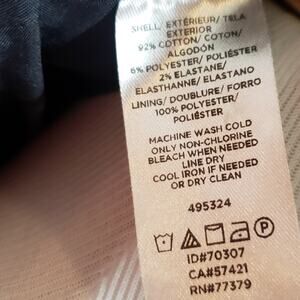 SHELL, EXTÉRIEUR/ TELA
EXTERIOR
92% COTTON/ COTON/
ALGODÓN
6% POLYESTER/ POLIÉSTER
2% ELASTANE/
ELASTHANNE/ ELASTANO
LINING/ DOUBLURE/ FORRO
100% POLYESTER/
POLIÉSTER
MACHINE WASH COLD
ONLY NON-CHLORINE
BLEACH WHEN NEEDED
LINE DRY
COOL IRON IF NEEDED
OR DRY CLEAN
495324
ID#70307
CA#57421
RN#77379